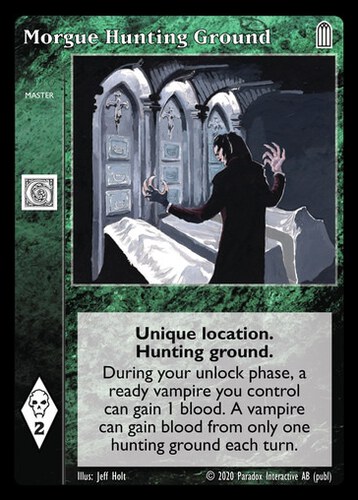 Morgue Hunting Ground
MASTER
Unique location.
Hunting ground.
During your unlock phase, a
ready vampire you control
can gain 1 blood. A vampire
can gain blood from only one
hunting ground each turn.
2
Illus: Jeff Holt © 2020 Paradox Interactive AB (publ)